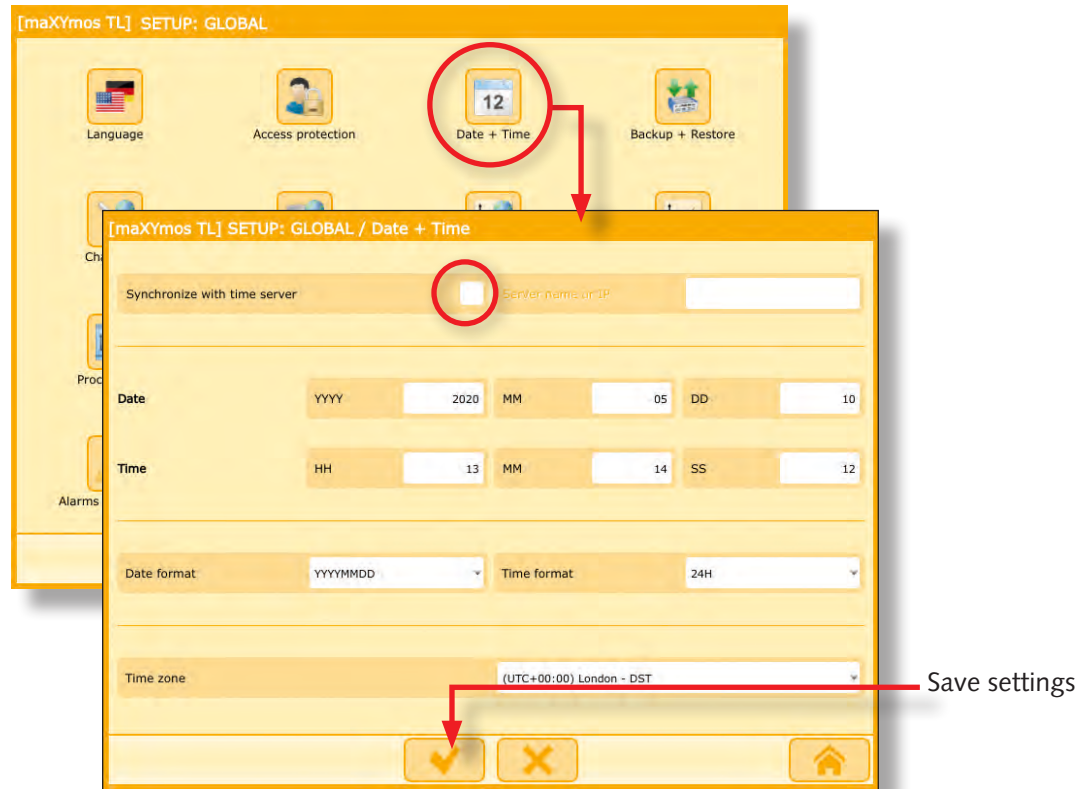 [maXYmos TL] SETUP: GLOBAL
12
Language Access protection Date + Time Backup + Restore
[maXYmos TL] SETUP: GLOBAL / Date + Time
Synchronize with time server Server name or IP
Date YYYY 2020 MM 05 DD 10
Time HH 13 MM 14 SS 12
Alarms
Date format YYYYMMDD Time format 24H
Time zone (UTC+00:00) London - DST
Save settings